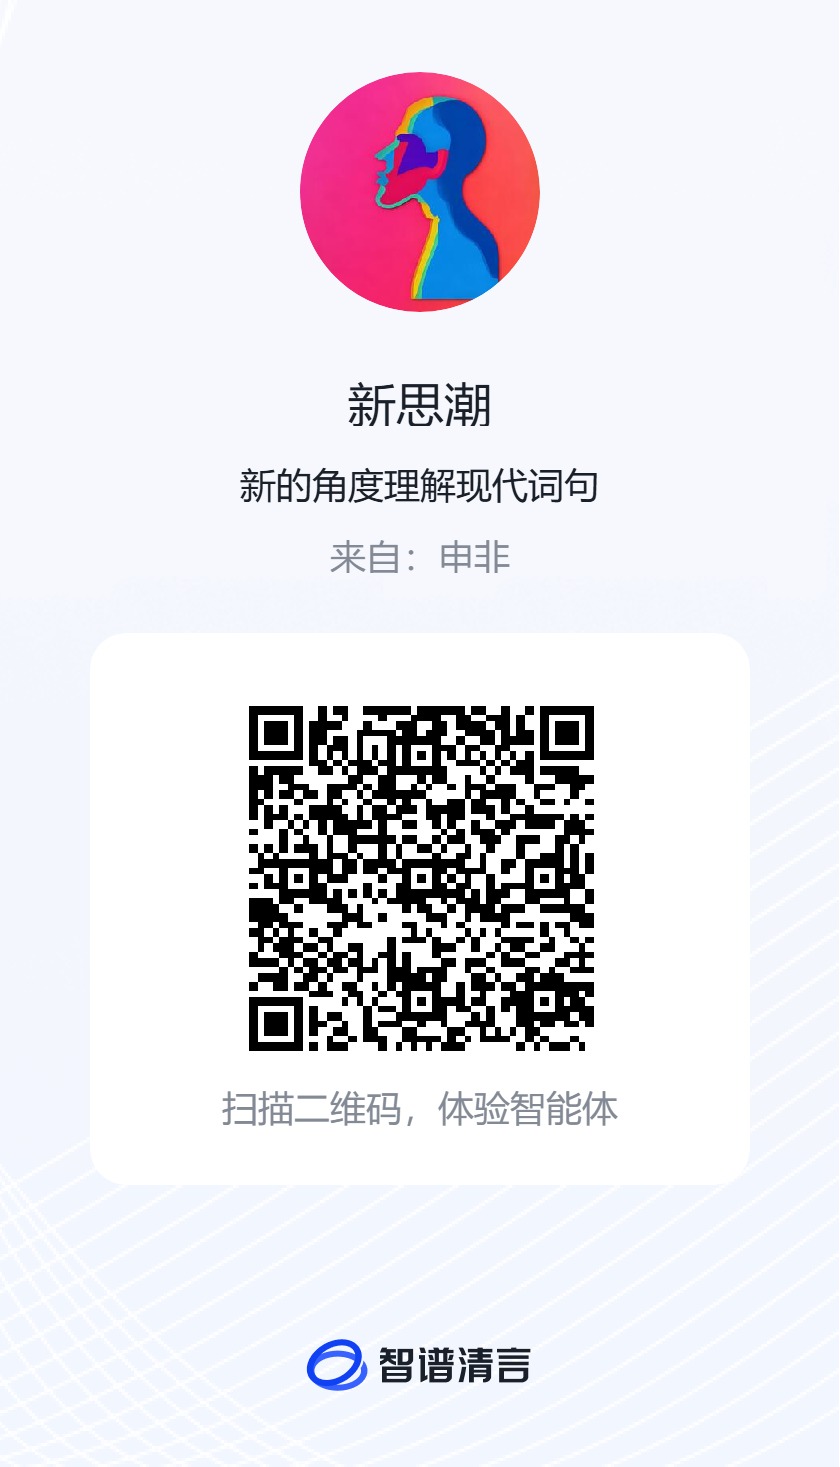 新思潮
新的角度理解现代词句
来自：申非
扫描二维码，体验智能体
智谱清言